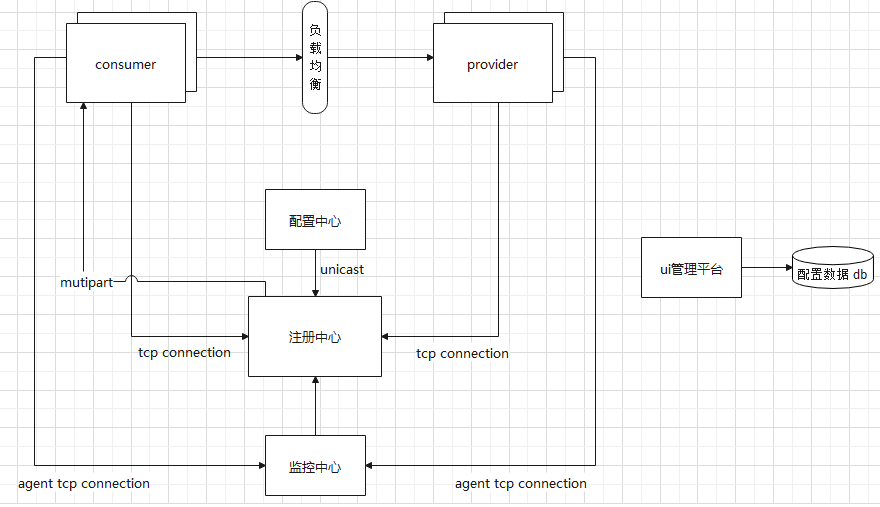 consumer
负
载
均
衡
provider
配置中心
unicast
ui管理平台
配置数据 db
mutipart
注册中心
tcp connection
tcp connection
监控中心
agent tcp connection
agent tcp connection